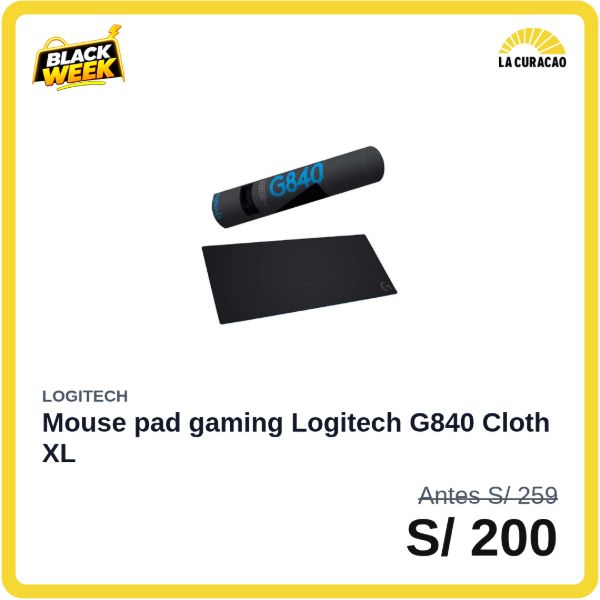 BLACK
WEEK
LA CURACAO
G840
LOGITECH
Mouse pad gaming Logitech G840 Cloth
XL
Antes S/ 259
S/ 200